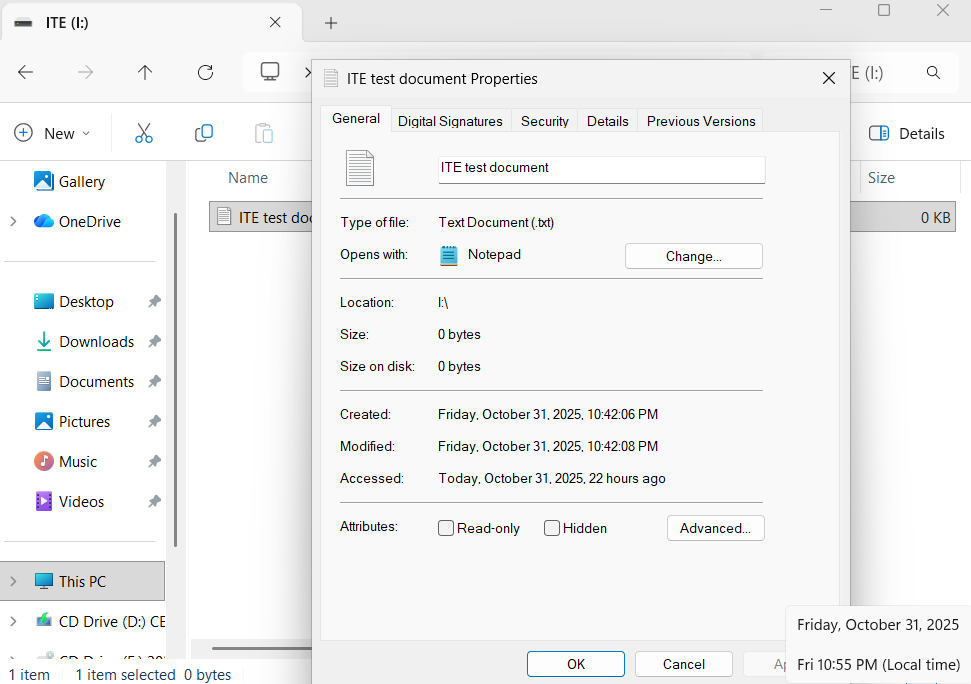 ITE (I:)
ITE test document Properties
E (I:)
General
Digital Signatures
Security
Details
Previous Versions
New
Details
Gallery
OneDrive
Desktop
Downloads
Documents
Pictures
Music
Videos
This PC
CD Drive (D:) CE
Name
Size
ITE test do
0 KB
ITE test document
Type of file: Text Document (.txt)
Opens with: Notepad
Change...
Location: I:\
Size: 0 bytes
Size on disk: 0 bytes
Created: Friday, October 31, 2025, 10:42:06 PM
Modified: Friday, October 31, 2025, 10:42:08 PM
Accessed: Today, October 31, 2025, 22 hours ago
Attributes: Read-only Hidden Advanced...
OK Cancel
Friday, October 31, 2025
Fri 10:55 PM (Local time)
1 item 1 item selected 0 bytes